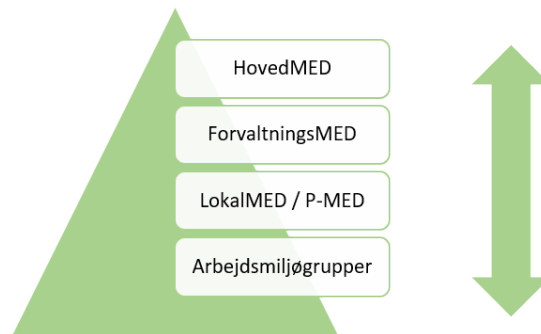 HovedMED
ForvaltningsMED
LokalMED / P-MED
Arbejdsmiljøgrupper